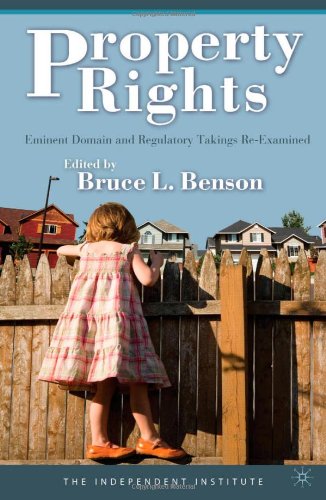 Property
Rights
Eminent Domain and Regulatory Takings Re-Examined
Edited by
Bruce L. Benson
THE INDEPENDENT INSTITUTE